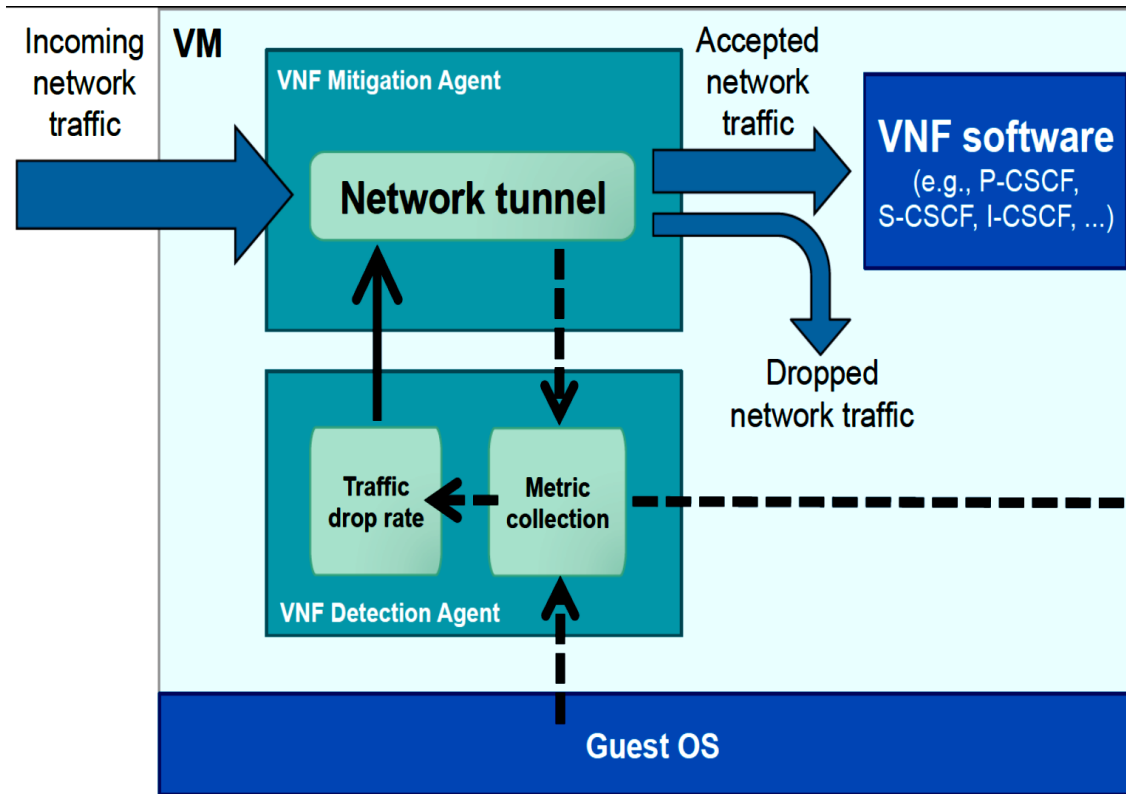 Incoming
network
traffic
VM
VNF Mitigation Agent
Network tunnel
Accepted
network
traffic
VNF software
(e.g., P-CSCF,
S-CSCF, I-CSCF, ...)
Dropped
network traffic
Traffic
drop rate
Metric
collection
VNF Detection Agent
Guest OS